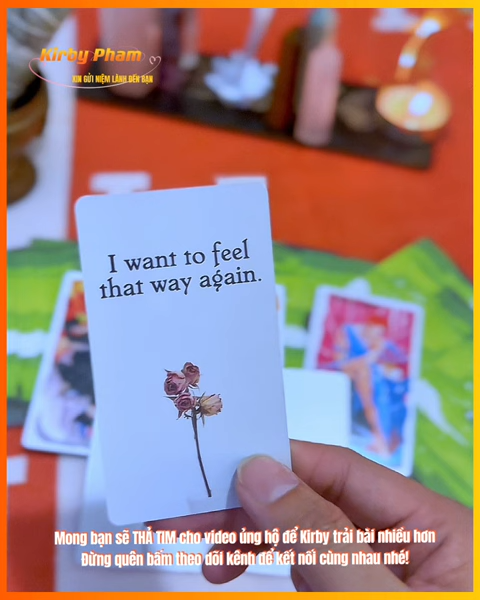 Kirby Pham
XIN GỬI NIỆM LÀNH ĐẾN BẠN
I want to feel
that way again.
Mong bạn sẽ THẢ TIM cho video ủng hộ để Kirby trải bài nhiều hơn
Đừng quên bấm theo dõi kênh để kết nối cùng nhau nhé!